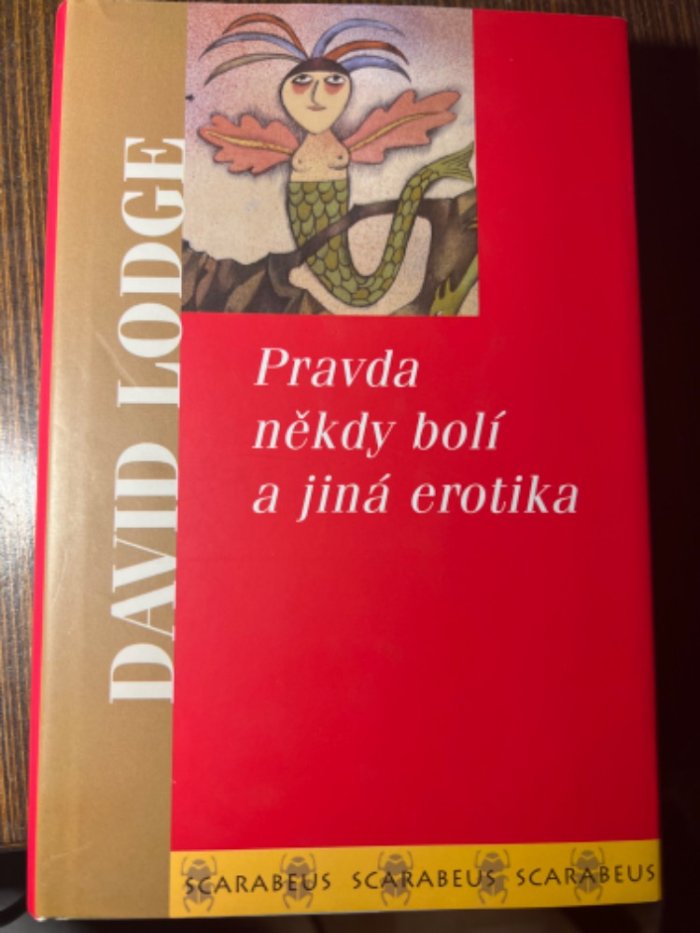 DAVID LODGE
Pravda
někdy bolí
a jiná erotika
SCARABEUS SCARABEUS SCARABEUS